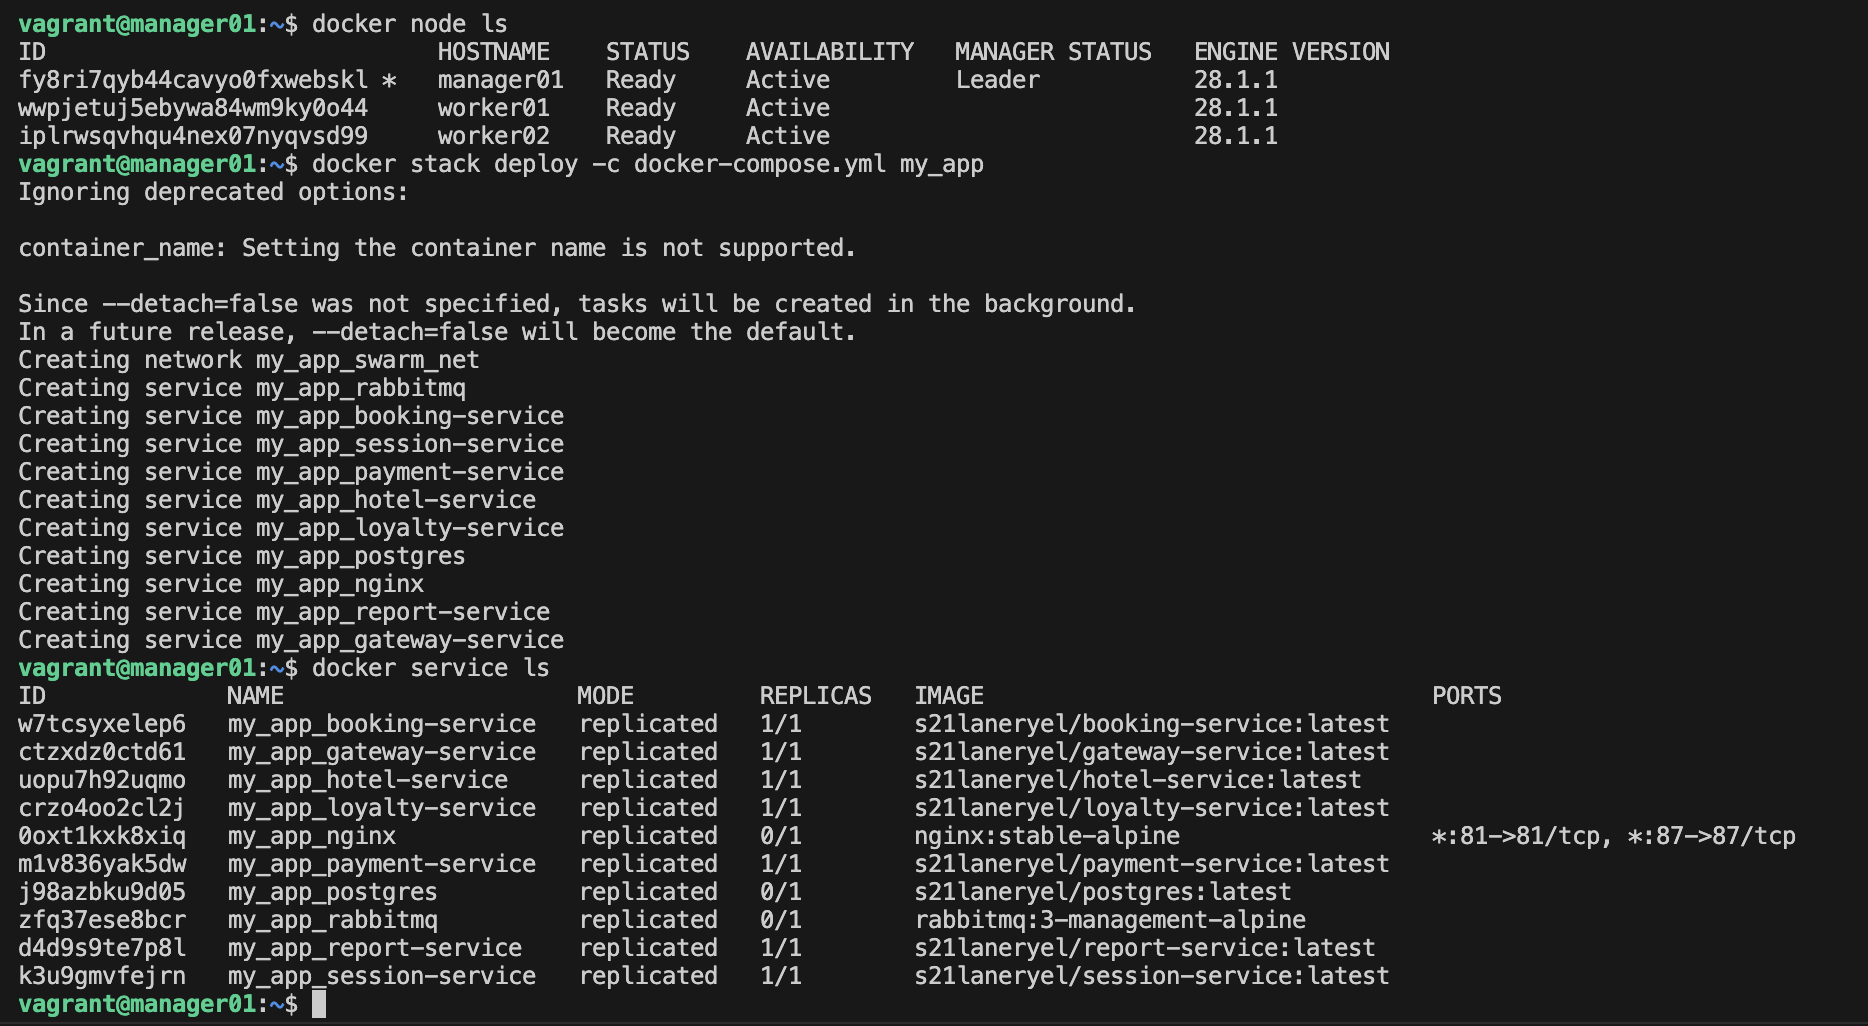 vagrant@manager01:~$ docker node ls
ID                            HOSTNAME    STATUS    AVAILABILITY   MANAGER STATUS   ENGINE VERSION
fy8ri7qyb44cavyo0fxwebskl *   manager01   Ready     Active         Leader           28.1.1
wwpjetuj5ebywa84wm9ky0o44     worker01    Ready     Active                          28.1.1
iplrwsqvhqu4nex07nyqvsd99     worker02    Ready     Active                          28.1.1
vagrant@manager01:~$ docker stack deploy -c docker-compose.yml my_app
Ignoring deprecated options:

container_name: Setting the container name is not supported.

Since --detach=false was not specified, tasks will be created in the background.
In a future release, --detach=false will become the default.
Creating network my_app_swarm_net
Creating service my_app_rabbitmq
Creating service my_app_booking-service
Creating service my_app_session-service
Creating service my_app_payment-service
Creating service my_app_hotel-service
Creating service my_app_loyalty-service
Creating service my_app_postgres
Creating service my_app_nginx
Creating service my_app_report-service
Creating service my_app_gateway-service
vagrant@manager01:~$ docker service ls
ID             NAME                     MODE         REPLICAS   IMAGE                                PORTS
w7tcsyxelep6   my_app_booking-service   replicated   1/1        s21laneryel/booking-service:latest
ctzxdz0ctd61   my_app_gateway-service   replicated   1/1        s21laneryel/gateway-service:latest
uopu7h92uqmo   my_app_hotel-service     replicated   1/1        s21laneryel/hotel-service:latest
crzo4oo2cl2j   my_app_loyalty-service   replicated   1/1        s21laneryel/loyalty-service:latest
0oxt1kxk8xiq   my_app_nginx             replicated   0/1        nginx:stable-alpine                  *:81->81/tcp, *:87->87/tcp
m1v836yak5dw   my_app_payment-service   replicated   1/1        s21laneryel/payment-service:latest
j98azbku9d05   my_app_postgres          replicated   0/1        s21laneryel/postgres:latest
zfq37ese8bcr   my_app_rabbitmq          replicated   0/1        rabbitmq:3-management-alpine
d4d9s9te7p8l   my_app_report-service    replicated   1/1        s21laneryel/report-service:latest
k3u9gmvfejrn   my_app_session-service   replicated   1/1        s21laneryel/session-service:latest
vagrant@manager01:~$